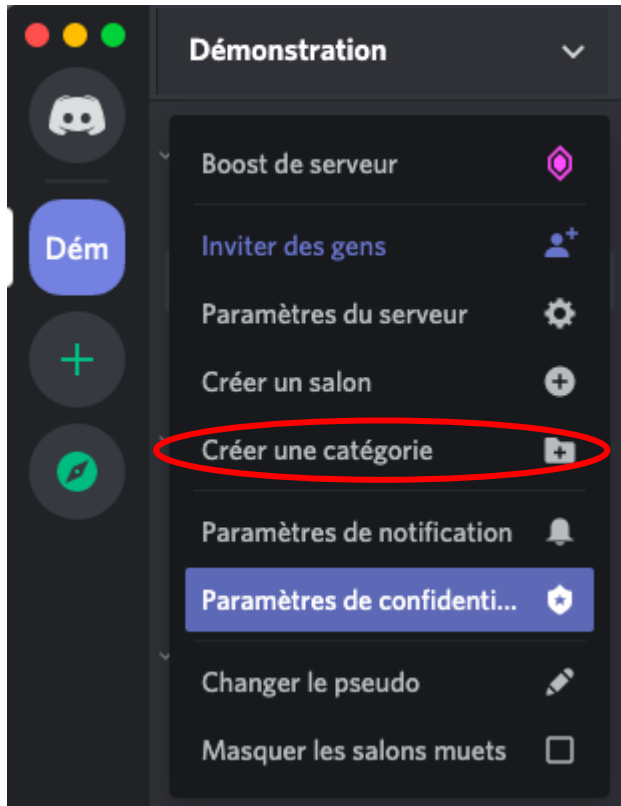 Démonstration
Boost de serveur
Dém
Inviter des gens
Paramètres du serveur
Créer un salon
Créer une catégorie
Paramètres de notification
Paramètres de confidenti...
Changer le pseudo
Masquer les salons muets